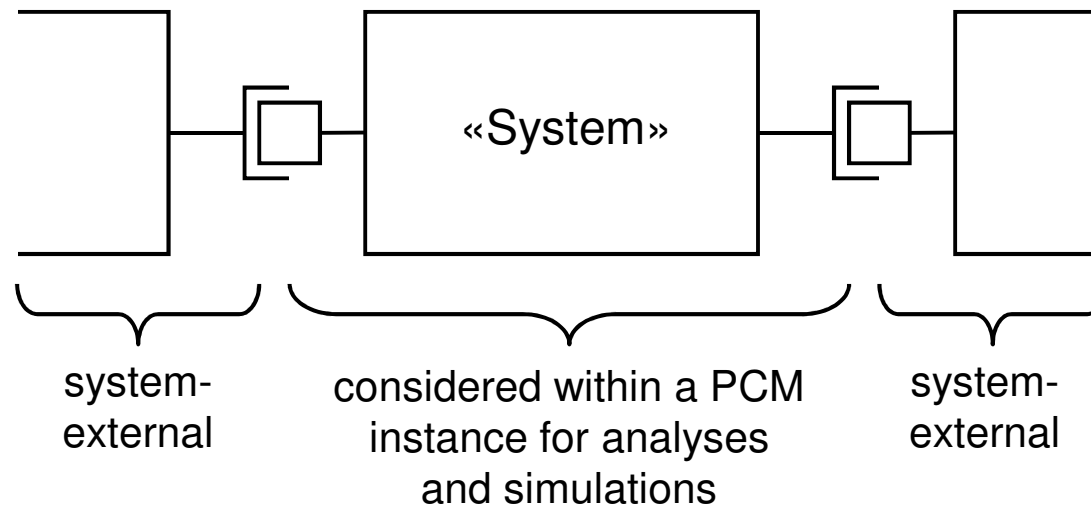 «System»
system-
external
considered within a PCM
instance for analyses
and simulations
system-
external